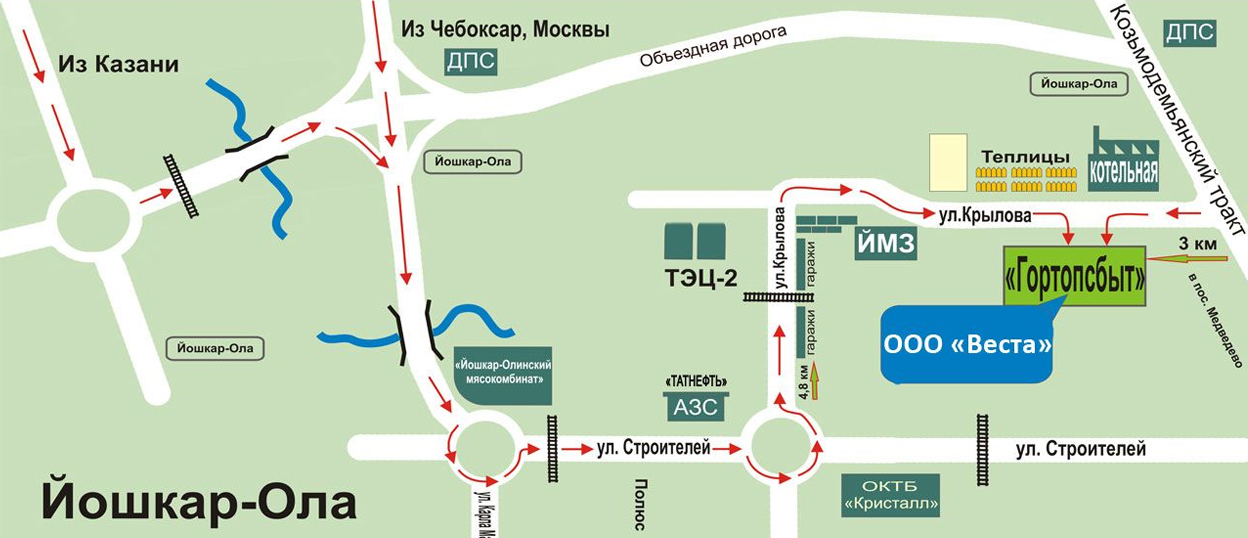 Из Казани
Из Чебоксар, Москвы
ДПС
Объездная дорога
Козьмодемьянский тракт
ДПС
Йошкар-Ола
Йошкар-Ола
Теплицы
котельная
ул.Крылова
ул.Крылова
ЙМЗ
гаражи
ТЭЦ-2
«Гортопсбыт»
3 км
в пос. Медведево
ООО «Веста»
гаражи
4,8 км
Йошкар-Ола
«Йошкар-Олинский
мясокомбинат»
«ТАТНЕФТЬ»
АЗС
ул. Строителей
ул. Строителей
ОКТБ
«Кристалл»
Полюс
ул. Карла
Йошкар-Ола